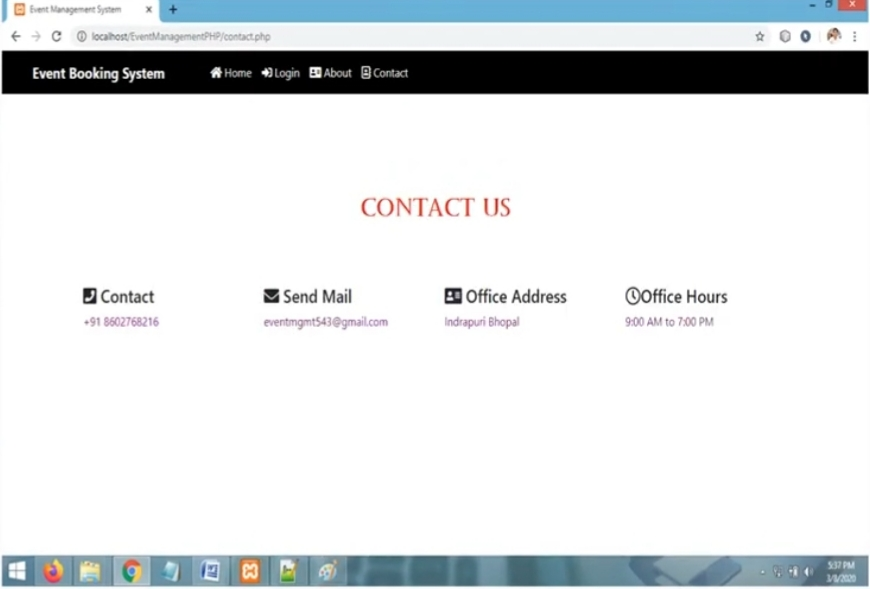 Event Management System
localhost/EventManagementPHP/contact.php
Event Booking System Home Login About Contact
CONTACT US
Contact Send Mail Office Address Office Hours
+91 8602768216 eventmgmt543@gmail.com Indrapuri Bhopal 9:00 AM to 7:00 PM
5:37 PM
3/8/2020